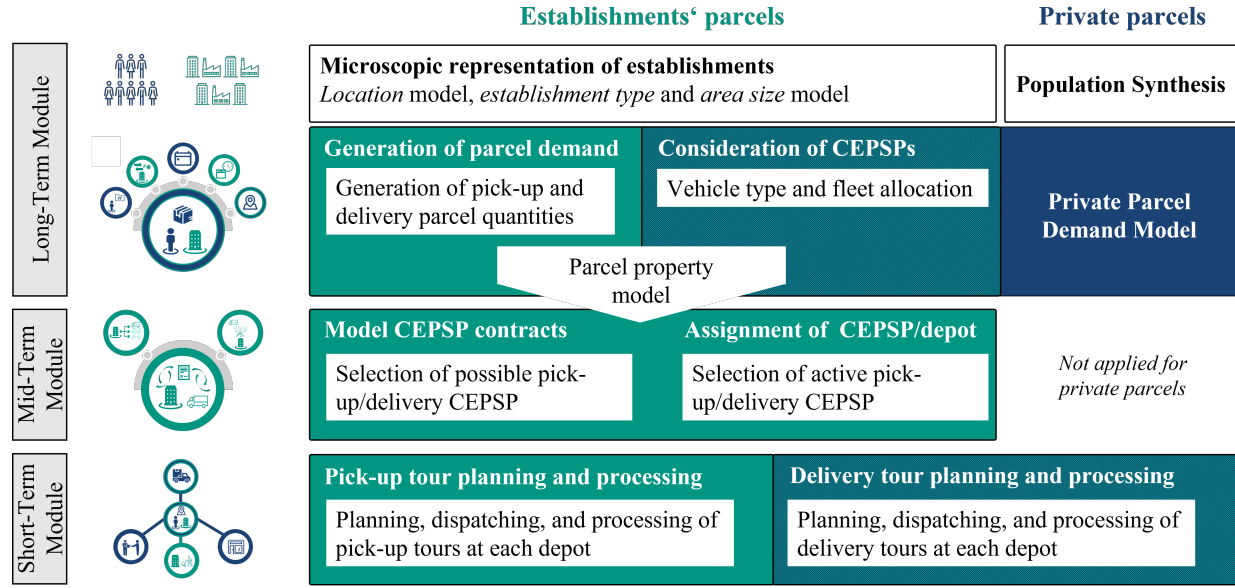 Establishments‘ parcels
Private parcels
Long-Term Module
Microscopic representation of establishments
Location model, establishment type and area size model
Population Synthesis
Generation of parcel demand
Generation of pick-up and
delivery parcel quantities
Consideration of CEPSPs
Vehicle type and fleet allocation
Private Parcel
Demand Model
Parcel property
model
Mid-Term
Module
Model CEPSP contracts
Selection of possible pick-
up/delivery CEPSP
Assignment of CEPSP/depot
Selection of active pick-
up/delivery CEPSP
Not applied for
private parcels
Short-Term
Module
Pick-up tour planning and processing
Planning, dispatching, and processing of
pick-up tours at each depot
Delivery tour planning and processing
Planning, dispatching, and processing of
delivery tours at each depot